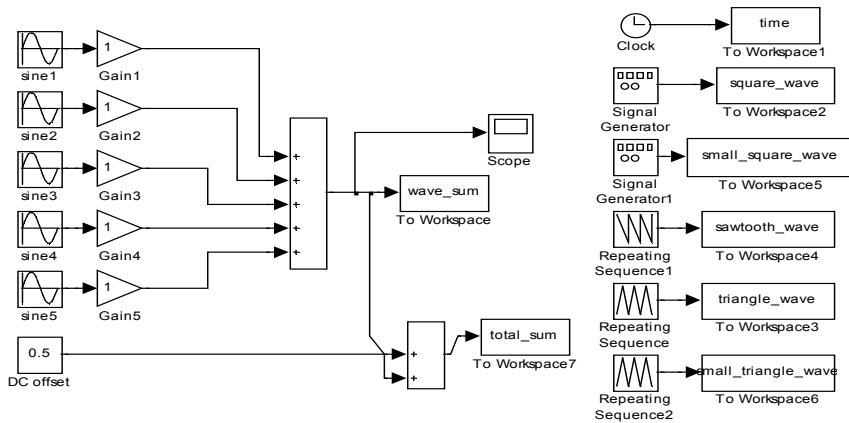 1
sine1
Gain1
1
sine2
Gain2
1
sine3
Gain3
1
sine4
Gain4
1
sine5
Gain5
0.5
DC offset
+
+
+
+
+
Scope
wave_sum
To Workspace
+
+
total_sum
To Workspace7
Clock
time
To Workspace1
Signal
Generator
square_wave
To Workspace2
Signal
Generator1
small_square_wave
To Workspace5
Repeating
Sequence1
sawtooth_wave
To Workspace4
Repeating
Sequence
triangle_wave
To Workspace3
Repeating
Sequence2
small_triangle_wave
To Workspace6